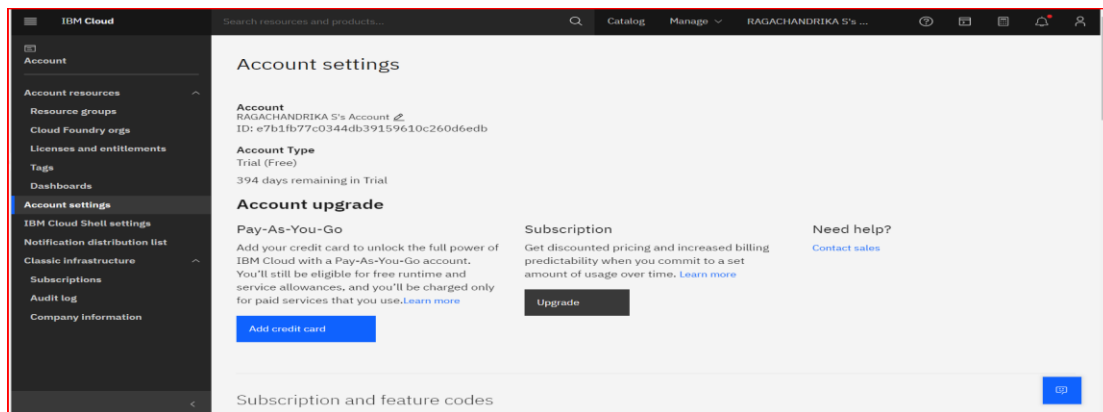 IBM Cloud
Search resources and products...
Catalog
Manage
RAGACHANDRIKA S's ...
Account
Account resources
Resource groups
Cloud Foundry orgs
Licenses and entitlements
Tags
Dashboards
Account settings
IBM Cloud Shell settings
Notification distribution list
Classic infrastructure
Subscriptions
Audit log
Company information
Account settings
Account
RAGACHANDRIKA S's Account
ID: e7b1fb77c0344db39159610c260d6edb
Account Type
Trial (Free)
394 days remaining in Trial
Account upgrade
Pay-As-You-Go
Add your credit card to unlock the full power of
IBM Cloud with a Pay-As-You-Go account.
You'll still be eligible for free runtime and
service allowances, and you'll be charged only
for paid services that you use.Learn more
Add credit card
Subscription
Get discounted pricing and increased billing
predictability when you commit to a set
amount of usage over time. Learn more
Upgrade
Need help?
Contact sales
Subscription and feature codes